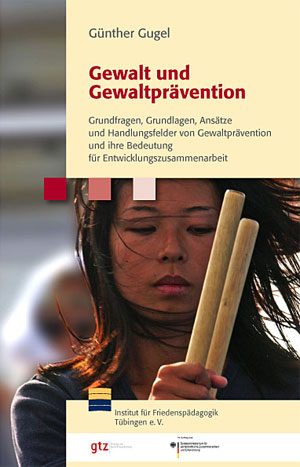 Günther Gugel
Gewalt und
Gewaltprävention
Grundfragen, Grundlagen, Ansätze
und Handlungsfelder von Gewaltprävention
und ihre Bedeutung
für Entwicklungszusammenarbeit
Institut für Friedenspädagogik
Tübingen e. V.
gtz